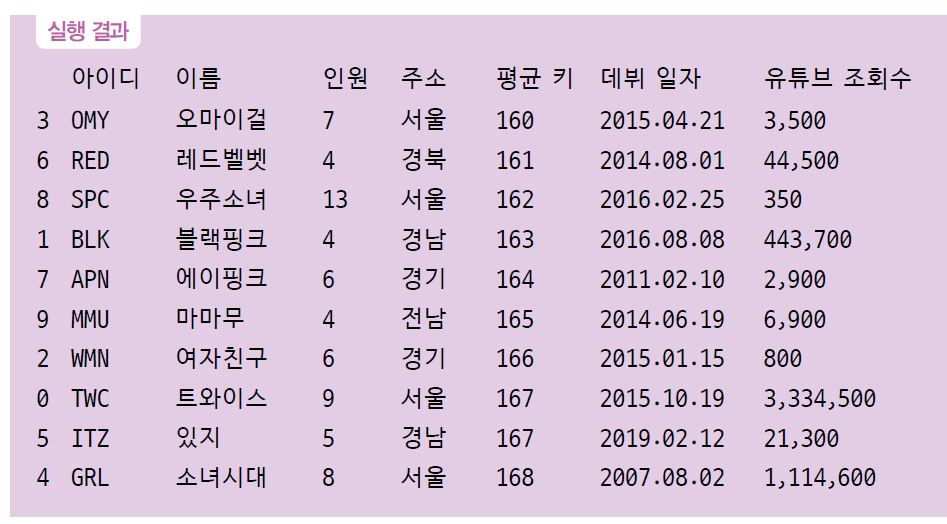 실행 결과
아이디 이름 인원 주소 평균 키 데뷔 일자 유튜브 조회수
3 OMY 오마이걸 7 서울 160 2015.04.21 3,500
6 RED 레드벨벳 4 경북 161 2014.08.01 44,500
8 SPC 우주소녀 13 서울 162 2016.02.25 350
1 BLK 블랙핑크 4 경남 163 2016.08.08 443,700
7 APN 에이핑크 6 경기 164 2011.02.10 2,900
9 MMU 마마무 4 전남 165 2014.06.19 6,900
2 WMN 여자친구 6 경기 166 2015.01.15 800
0 TWC 트와이스 9 서울 167 2015.10.19 3,334,500
5 ITZ 있지 5 경남 167 2019.02.12 21,300
4 GRL 소녀시대 8 서울 168 2007.08.02 1,114,600